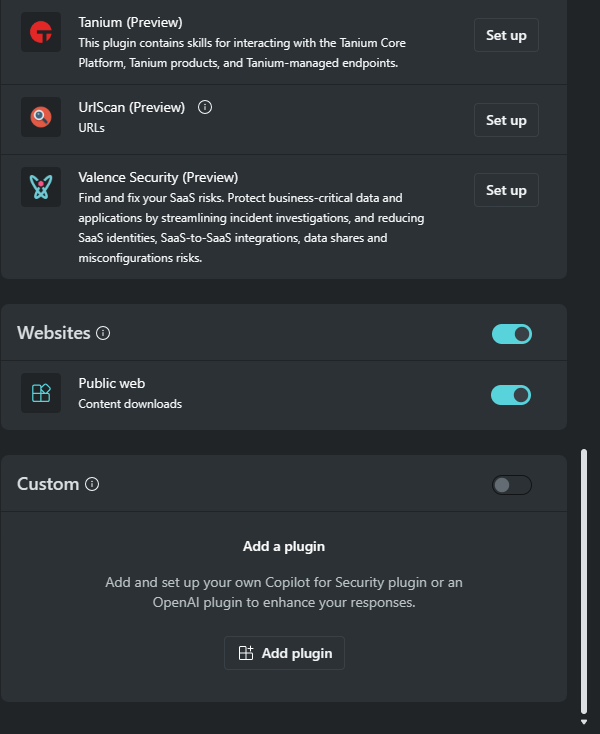 Tanium (Preview)
Set up
This plugin contains skills for interacting with the Tanium Core
Platform, Tanium products, and Tanium-managed endpoints.
UrlScan (Preview)
Set up
URLs
Valence Security (Preview)
Set up
Find and fix your SaaS risks. Protect business-critical data and
applications by streamlining incident investigations, and reducing
SaaS identities, SaaS-to-SaaS integrations, data shares and
misconfigurations risks.
Websites
Public web
Content downloads
Custom
Add a plugin
Add and set up your own Copilot for Security plugin or an
OpenAI plugin to enhance your responses.
Add plugin